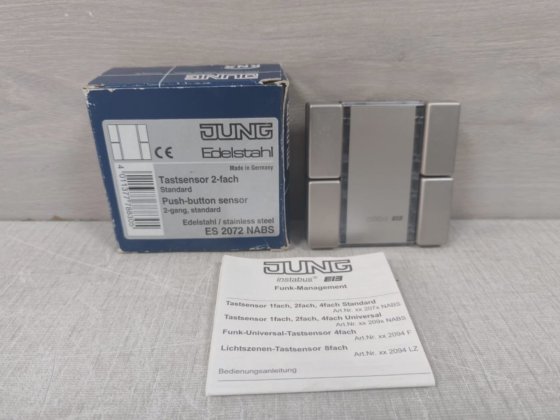 JUNG
JUNG
CE
Edelstahl
Made in Germany
Tastsensor 2-fach
Standard
Push-button sensor
2-gang, standard
Edelstahl / stainless steel
ES 2072 NABS
JUNG
instabus EIB
Funk-Management
Tastsensor 1fach, 2fach, 4fach Standard
Art.Nr. xx 207x NABS
Tastsensor 1fach, 2fach, 4fach Universal
Art.Nr. xx 209x NABS
Funk-Universal-Tastsensor 4fach
Art.Nr. xx 2094 F
Lichtszenen-Tastsensor 8fach
Art.Nr. xx 2094 LZ
Bedienungsanleitung